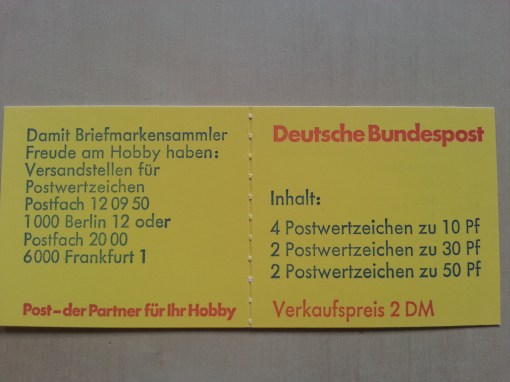 Damit Briefmarkensammler
Freude am Hobby haben:
Versandstellen für
Postwertzeichen
Postfach 12 09 50
1000 Berlin 12 oder
Postfach 20 00
6000 Frankfurt 1
Post – der Partner für Ihr Hobby
Deutsche Bundespost
Inhalt:
4 Postwertzeichen zu 10 Pf
2 Postwertzeichen zu 30 Pf
2 Postwertzeichen zu 50 Pf
Verkaufspreis 2 DM